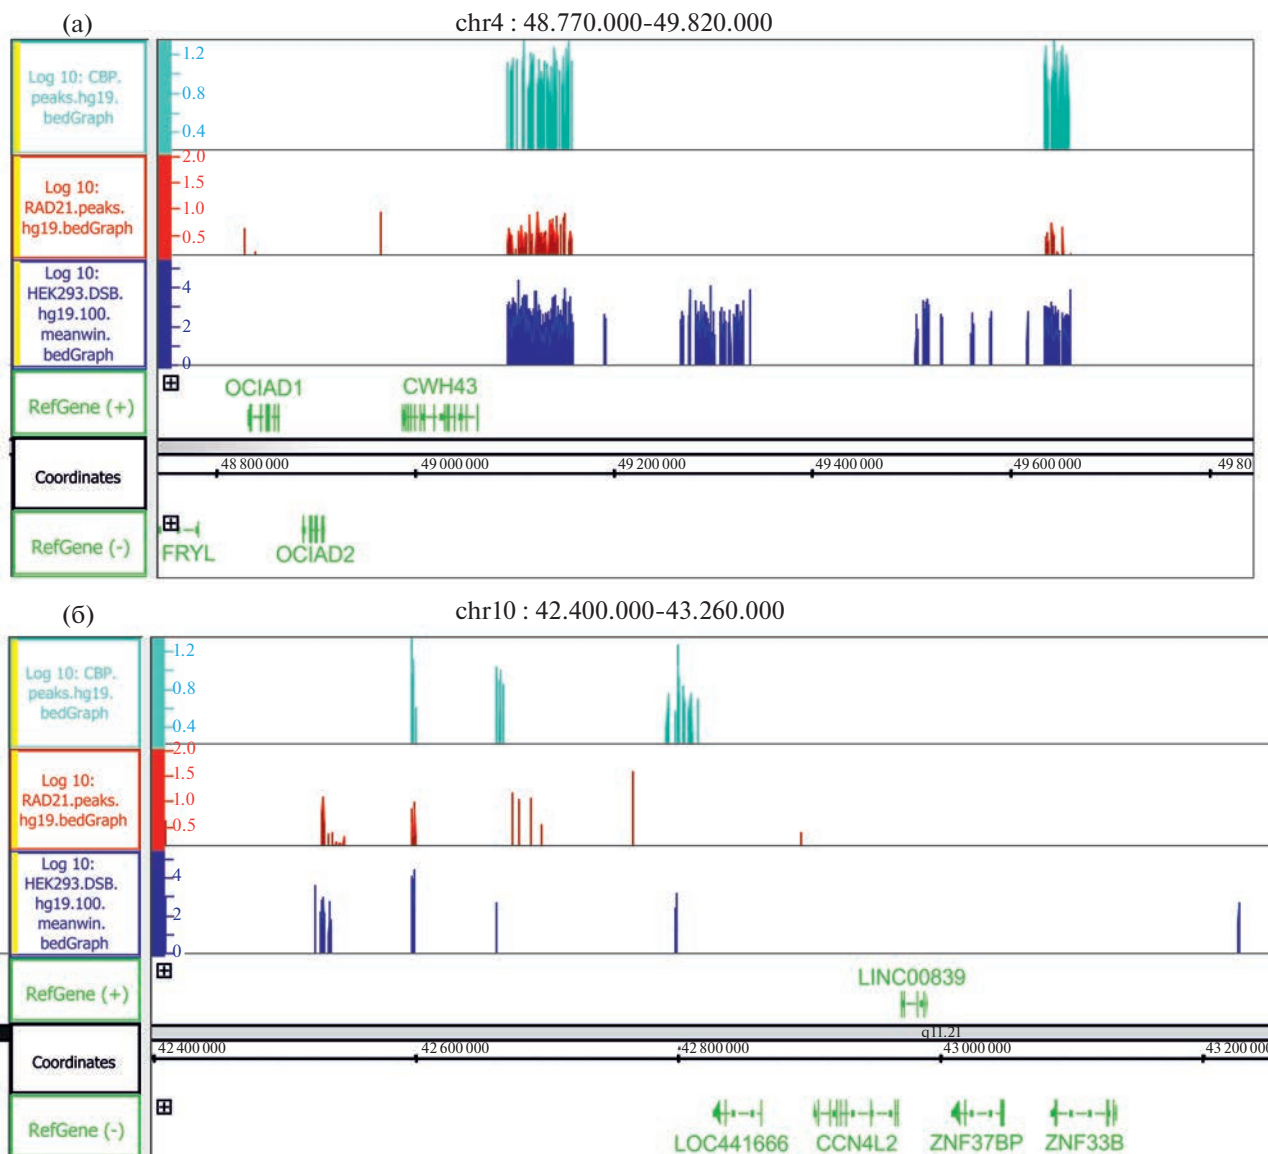 (а)
chr4 : 48.770.000-49.820.000
Log 10: CBP.
peaks.hg19.
bedGraph
1.2
0.8
0.4
Log 10:
RAD21.peaks.
hg19.bedGraph
2.0
1.5
1.0
0.5
Log 10:
HEK293.DSB.
hg19.100.
meanwin.
bedGraph
4
2
0
RefGene (+)
OCIAD1
CWH43
Coordinates
48 800 000
49 000 000
49 200 000
49 400 000
49 600 000
49 80
RefGene (-)
FRYL
OCIAD2
(б)
chr10 : 42.400.000-43.260.000
Log 10: CBP.
peaks.hg19.
bedGraph
1.2
0.8
0.4
Log 10:
RAD21.peaks.
hg19.bedGraph
2.0
1.5
1.0
0.5
Log 10:
HEK293.DSB.
hg19.100.
meanwin.
bedGraph
4
2
0
RefGene (+)
LINC00839
q11.21
Coordinates
42 400 000
42 600 000
42 800 000
43 000 000
43 200 000
RefGene (-)
LOC441666
CCN4L2
ZNF37BP
ZNF33B